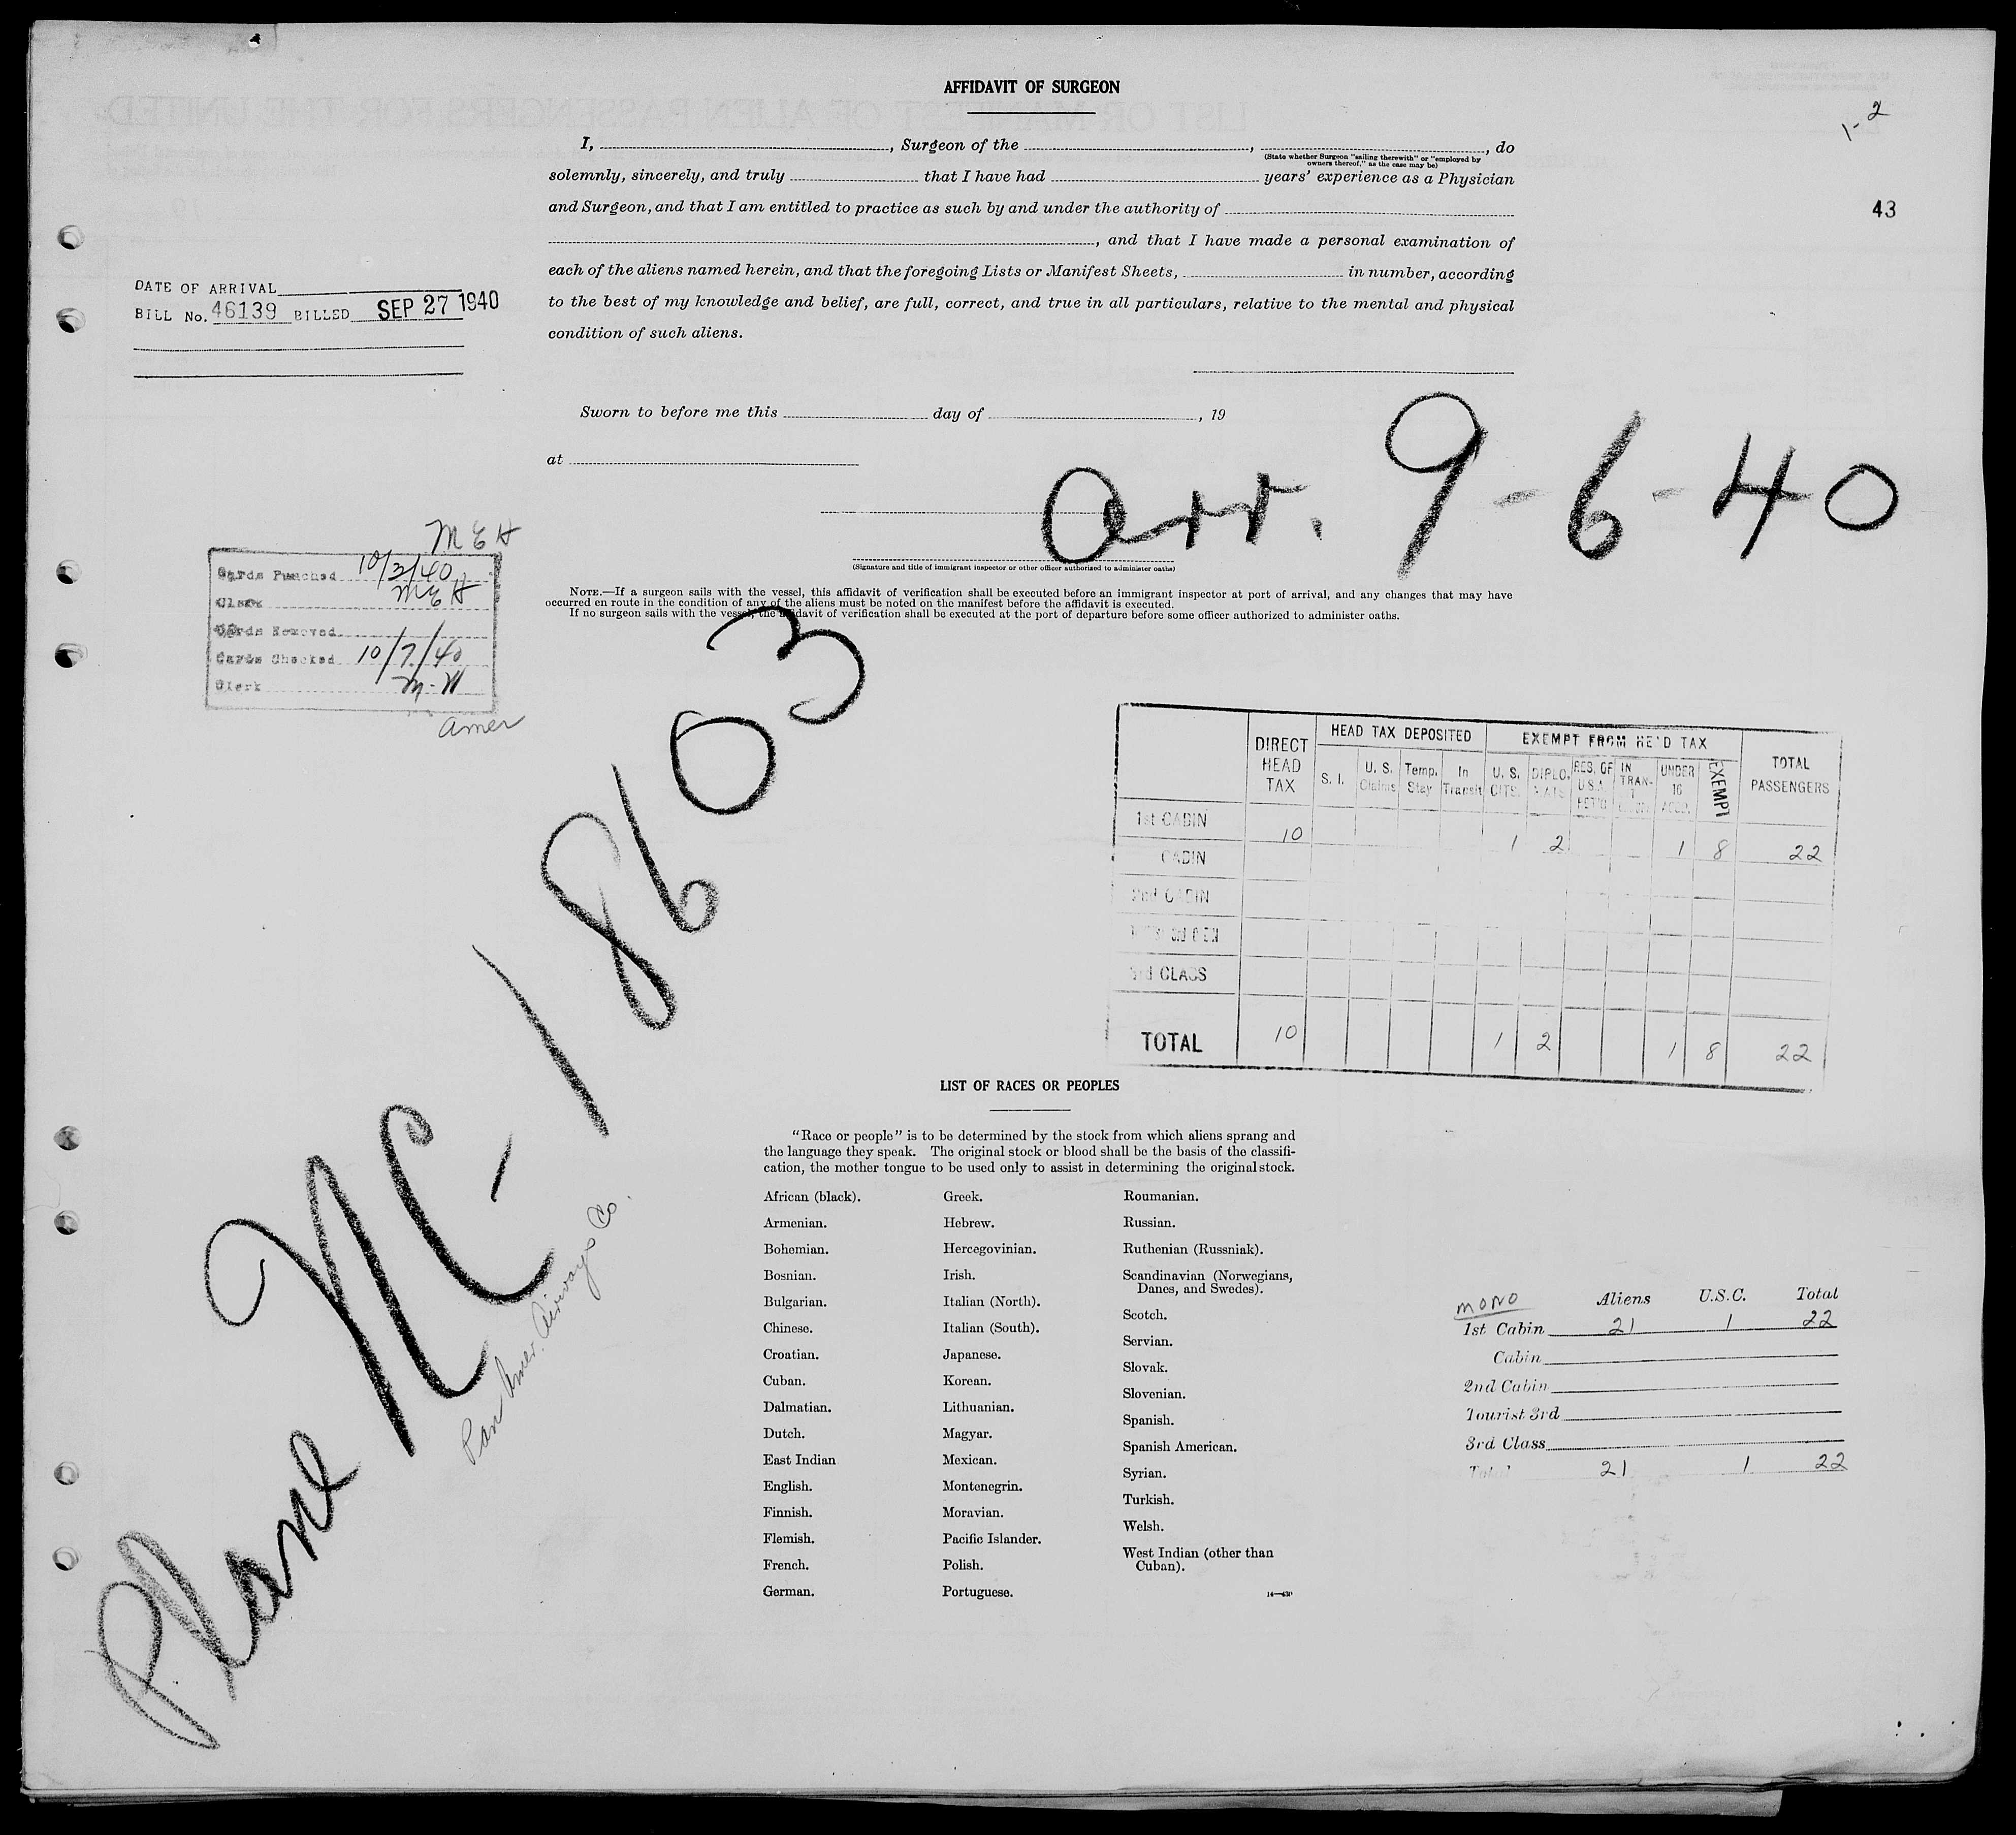 AFFIDAVIT OF SURGEON
1-2
43
I, , Surgeon of the , , do
(State whether Surgeon "sailing therewith" or "employed by
owners thereof," as the case may be)
solemnly, sincerely, and truly that I have had years' experience as a Physician
and Surgeon, and that I am entitled to practice as such by and under the authority of
, and that I have made a personal examination of
each of the aliens named herein, and that the foregoing Lists or Manifest Sheets, in number, according
to the best of my knowledge and belief, are full, correct, and true in all particulars, relative to the mental and physical
condition of such aliens.
DATE OF ARRIVAL
BILL No. 46139 BILLED SEP 27 1940
Sworn to before me this day of , 19
at
arr. 9-6-40
(Signature and title of immigrant inspector or other officer authorized to administer oaths)
NOTE.—If a surgeon sails with the vessel, this affidavit of verification shall be executed before an immigrant inspector at port of arrival, and any changes that may have
occurred en route in the condition of any of the aliens must be noted on the manifest before the affidavit is executed.
If no surgeon sails with the vessel, the affidavit of verification shall be executed at the port of departure before some officer authorized to administer oaths.
MEH
Cards Punched 10/3/40
Clerk MEH
Cards Removed
Cards Checked 10/7/40
Clerk
amer
Plane NC-18603
Pan Amer. Airways Co.
DIRECT HEAD TAX
HEAD TAX DEPOSITED
EXEMPT FROM HEAD TAX
TOTAL PASSENGERS
S. I. U. S. Claims Temp. Stay In Transit U. S. CITS. DIPLOMATS RES. OF U.S.A. IN TRAN- UNDER 16 EXEMPT
1st CABIN 10 1 2 1 8 22
CABIN
2nd CABIN
3rd CLASS
TOTAL 10 1 2 1 8 22
LIST OF RACES OR PEOPLES
"Race or people" is to be determined by the stock from which aliens sprang and
the language they speak. The original stock or blood shall be the basis of the classifi-
cation, the mother tongue to be used only to assist in determining the original stock.
African (black).
Armenian.
Bohemian.
Bosnian.
Bulgarian.
Chinese.
Croatian.
Cuban.
Dalmatian.
Dutch.
East Indian
English.
Finnish.
Flemish.
French.
German.
Greek.
Hebrew.
Hercegovinian.
Irish.
Italian (North).
Italian (South).
Japanese.
Korean.
Lithuanian.
Magyar.
Mexican.
Montenegrin.
Moravian.
Pacific Islander.
Polish.
Portuguese.
Roumanian.
Russian.
Ruthenian (Russniak).
Scandinavian (Norwegians,
Danes, and Swedes).
Scotch.
Servian.
Slovak.
Slovenian.
Spanish.
Spanish American.
Syrian.
Turkish.
Welsh.
West Indian (other than
Cuban).
14—430
MONO Aliens U.S.C. Total
1st Cabin 21 1 22
Cabin
2nd Cabin
Tourist 3rd
3rd Class
Total 21 1 22